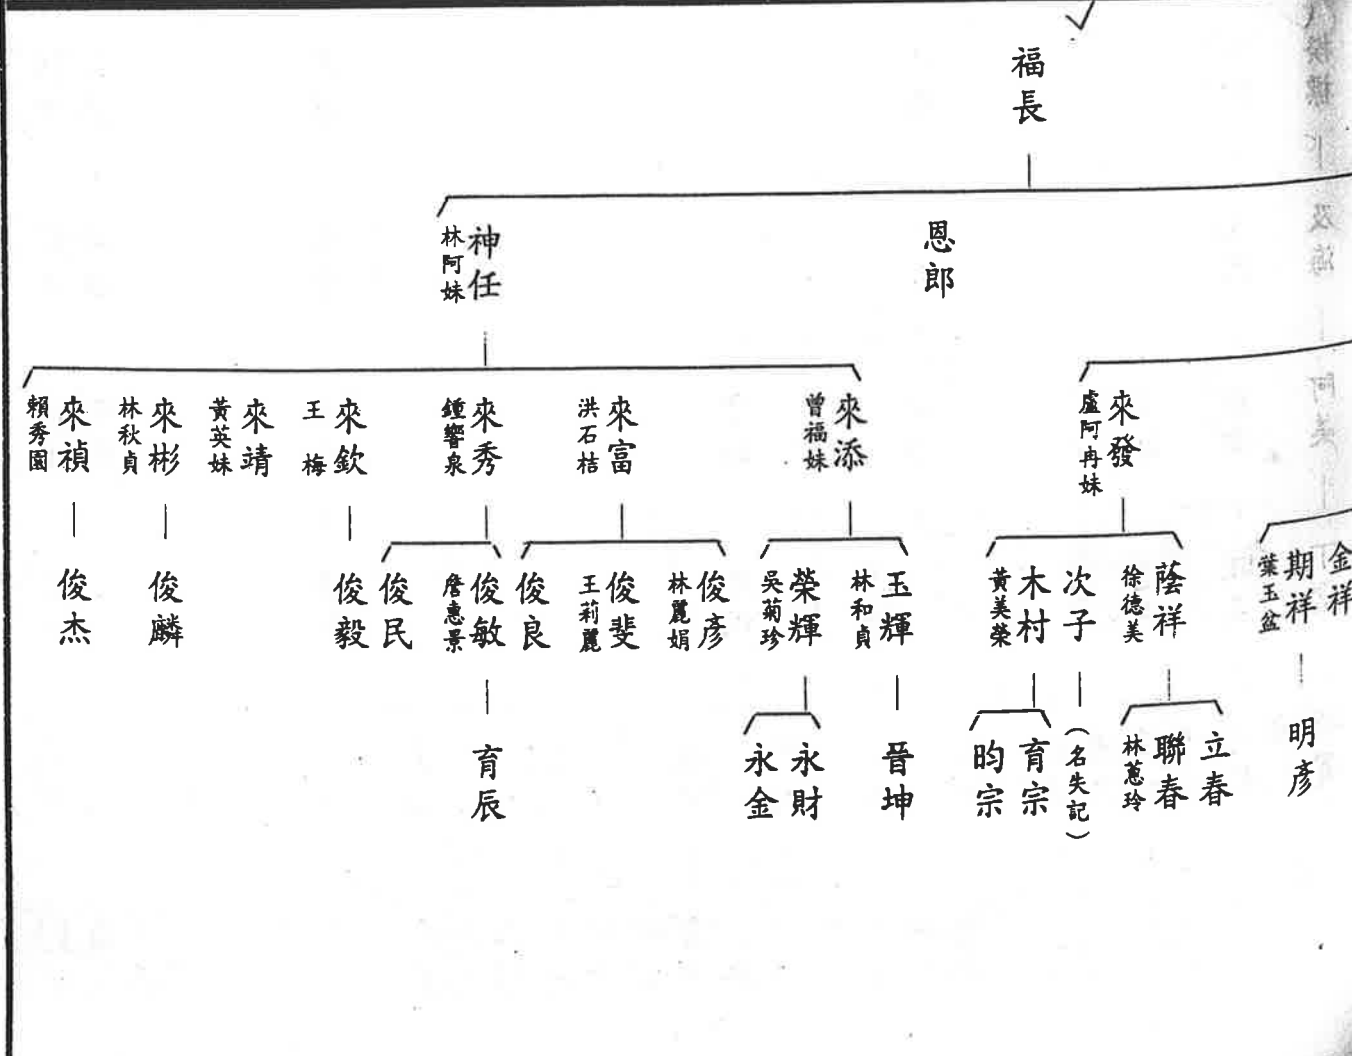 福長
恩郎
神任
林阿妹
來發
盧阿冉妹
來添
曾福妹
來富
洪石桔
來秀
鍾響泉
來欽
王 梅
來靖
黃英妹
來彬
林秋貞
來禎
賴秀園
金祥
期祥
葉玉盆
蔭祥
徐德美
次子
木村
黃美榮
玉輝
林和貞
榮輝
吳菊珍
俊彥
林麗娟
俊斐
王莉麗
俊良
俊敏
詹惠景
俊民
俊毅
俊麟
俊杰
明彥
立春
聯春
林蕙玲
（名失記）
育宗
昀宗
晉坤
永財
永金
育辰